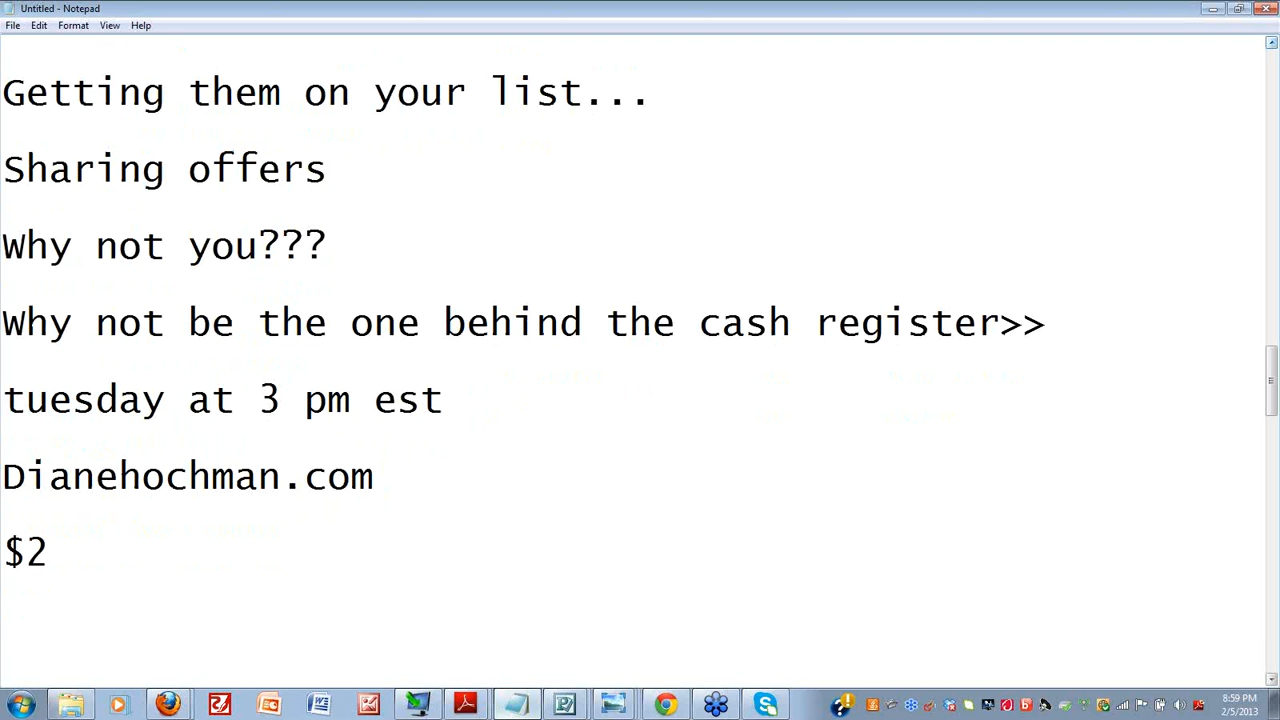 Untitled - Notepad
File Edit Format View Help
Getting them on your list...
Sharing offers
Why not you???
Why not be the one behind the cash register>>
tuesday at 3 pm est
Dianehochman.com
$2
8:59 PM
2/5/2013